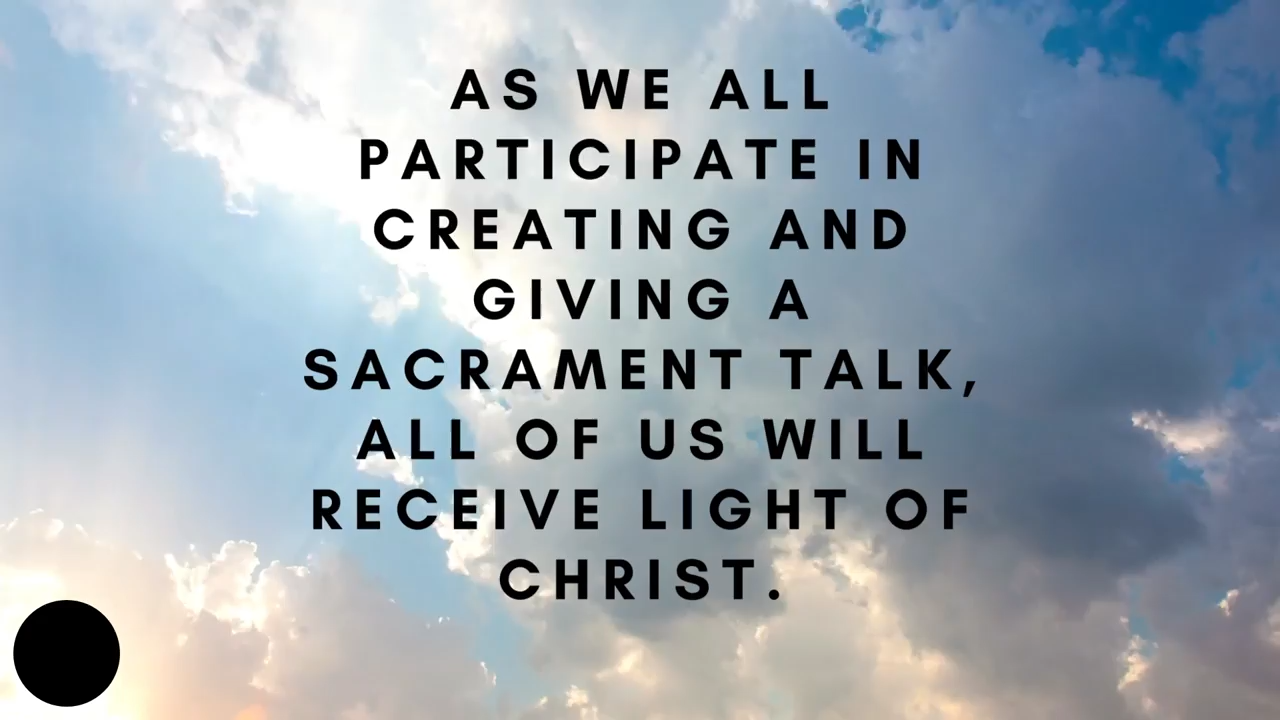 AS WE ALL
PARTICIPATE IN
CREATING AND
GIVING A
SACRAMENT TALK,
ALL OF US WILL
RECEIVE LIGHT OF
CHRIST.